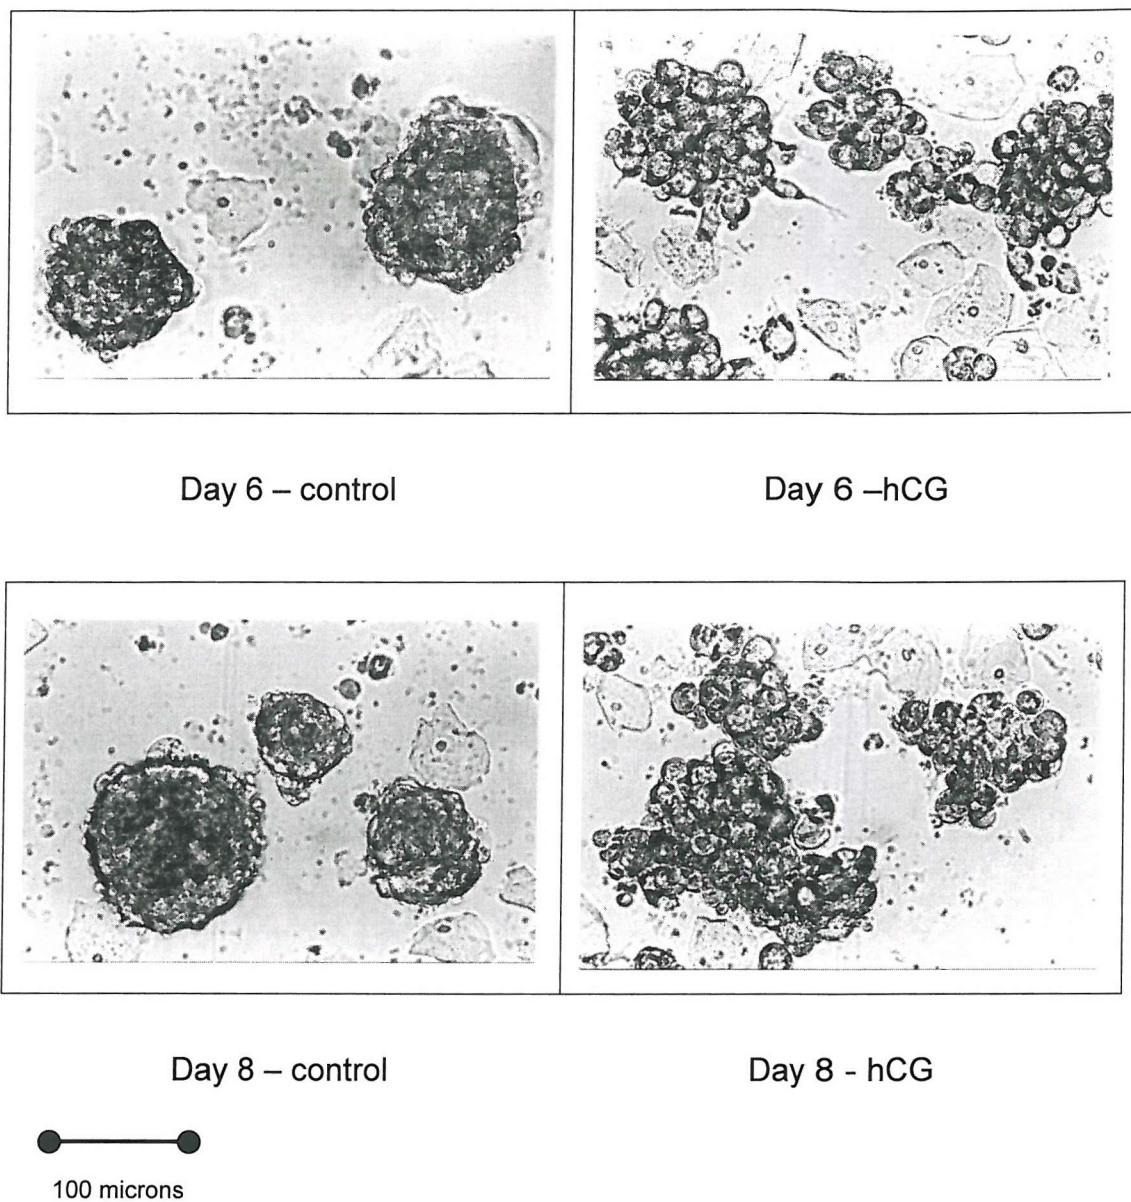 Day 6 – control
Day 6 –hCG
Day 8 – control
Day 8 - hCG
100 microns